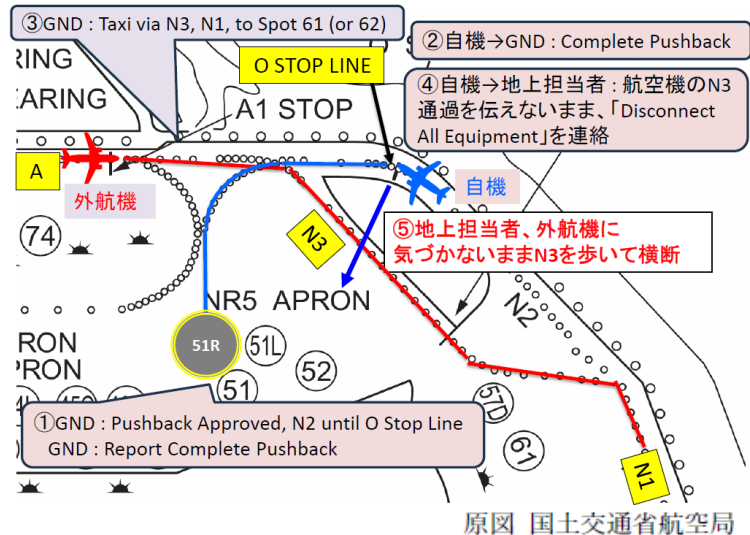 ③GND : Taxi via N3, N1, to Spot 61 (or 62)
②自機→GND : Complete Pushback
RING
O STOP LINE
④自機→地上担当者 : 航空機のN3
通過を伝えないまま、「Disconnect
All Equipment」を連絡
EARING
A1 STOP
A
外航機
自機
74
N3
⑤地上担当者、外航機に
気づかないままN3を歩いて横断
NR5 APRON
N2
51R
51L
RON
PRON
52
51
57D
①GND : Pushback Approved, N2 until O Stop Line
GND : Report Complete Pushback
61
N1
原図 国土交通省航空局